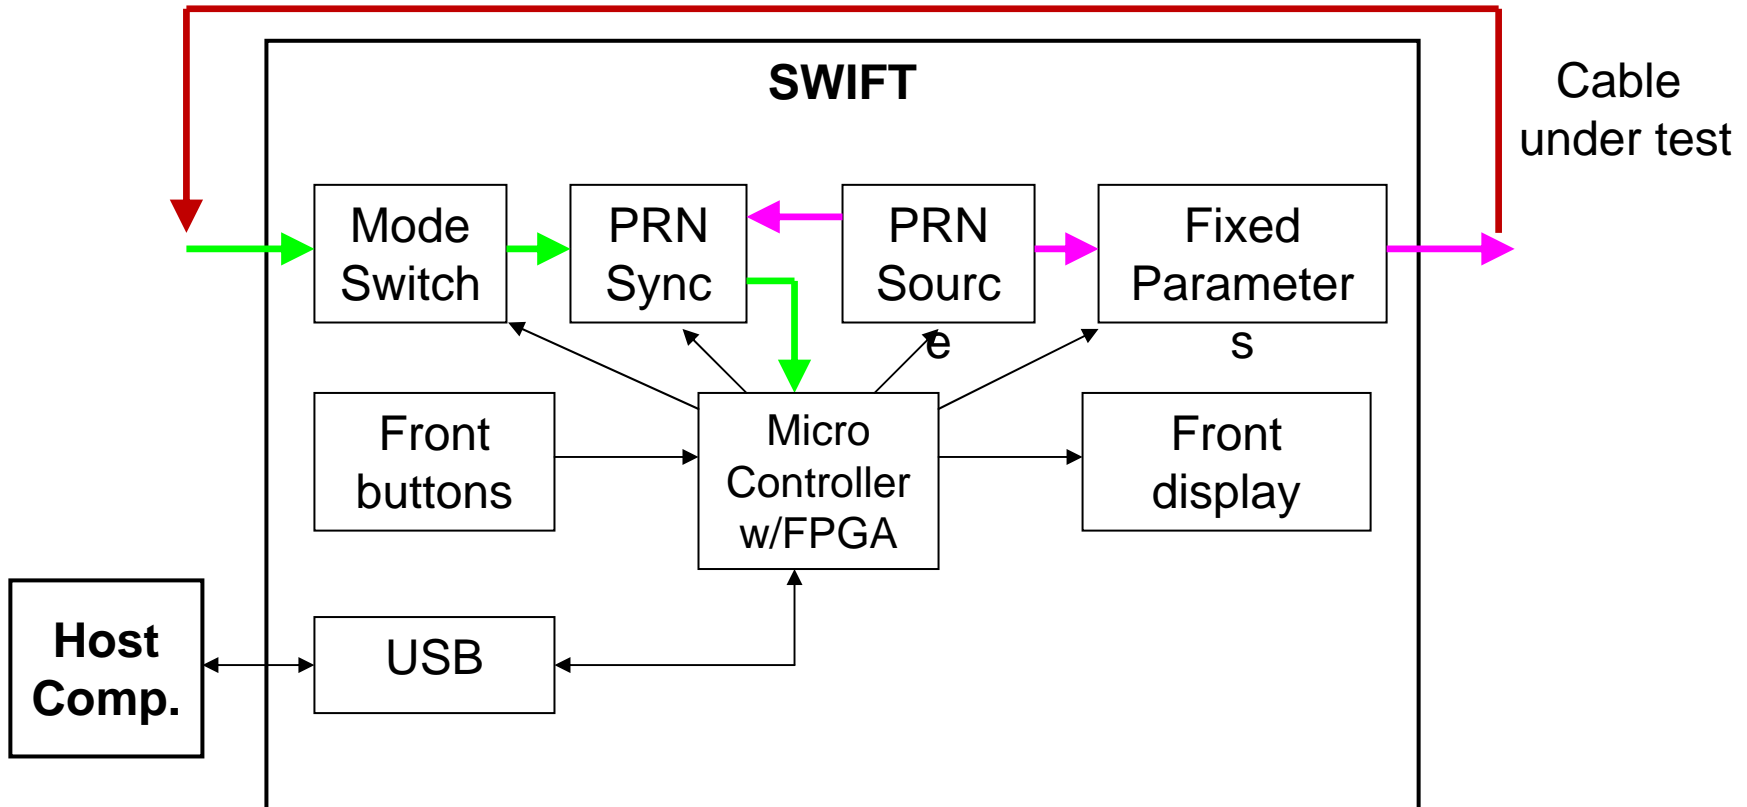 SWIFT
Cable
under test
Mode
Switch
PRN
Sync
PRN
Sourc
e
Fixed
Parameter
s
Front
buttons
Micro
Controller
w/FPGA
Front
display
Host
Comp.
USB